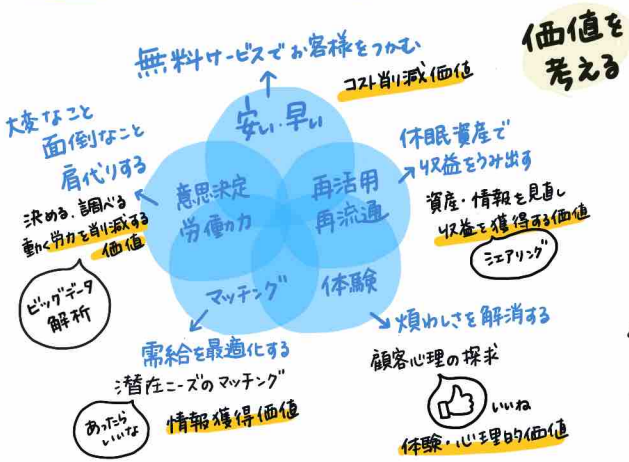 価値を
考える
無料サービスでお客様をつかむ
コスト削減価値
安い・早い
大変なこと
面倒なこと
肩代りする
決める、調べる
動く労力を削減する
価値
ビッグデータ
解析
意思決定
労働力
再活用
再流通
休眠資産で
収益をうみ出す
資産・情報を見直し
収益を獲得する価値
シェアリング
マッチング
体験
需給を最適化する
潜在ニーズのマッチング
あったら
いいな
情報獲得価値
煩わしさを解消する
顧客心理の探求
いいね
体験・心理的価値